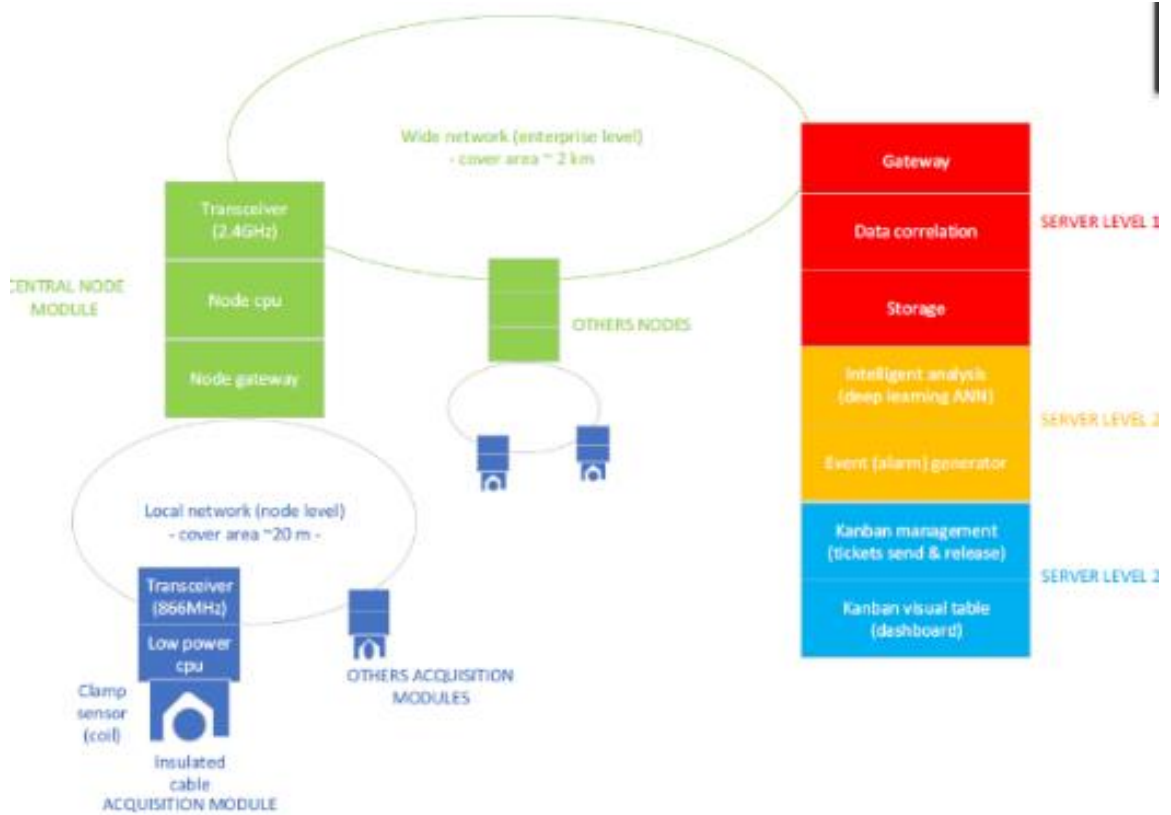 Wide network (enterprise level)
- cover area ~ 2 km
Transceiver
(2.4GHz)
Node cpu
Node gateway
CENTRAL NODE
MODULE
OTHERS NODES
Local network (node level)
- cover area ~20 m -
Transceiver
(866MHz)
Low power
cpu
Clamp
sensor
(coil)
Insulated
cable
ACQUISITION MODULE
OTHERS ACQUISITION
MODULES
Gateway
Data correlation
Storage
SERVER LEVEL 1
Intelligent analysis
(deep learning ANN)
Event (alarm) generator
SERVER LEVEL 2
Kanban management
(tickets send & release)
Kanban visual table
(dashboard)
SERVER LEVEL 2